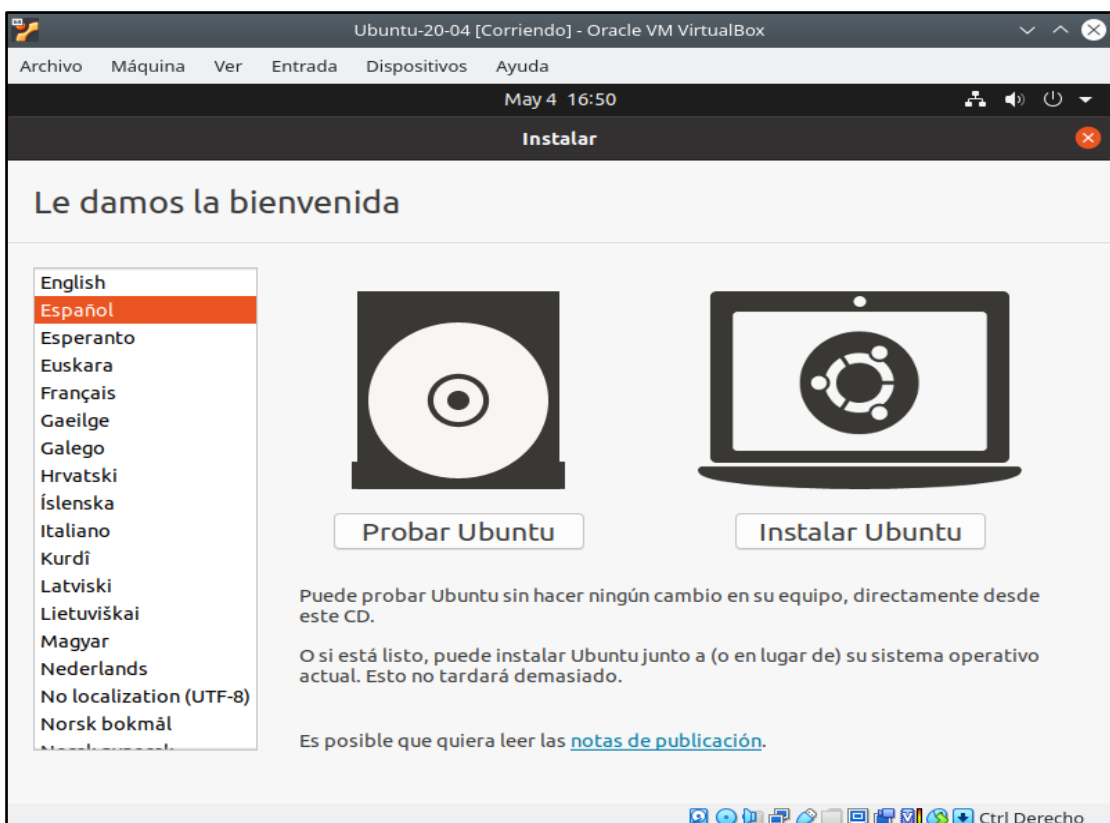 Ubuntu-20-04 [Corriendo] - Oracle VM VirtualBox
Archivo Máquina Ver Entrada Dispositivos Ayuda
May 4 16:50
Instalar
Le damos la bienvenida
English
Español
Esperanto
Euskara
Français
Gaeilge
Galego
Hrvatski
Íslenska
Italiano
Kurdî
Latviski
Lietuviškai
Magyar
Nederlands
No localization (UTF-8)
Norsk bokmål
Probar Ubuntu
Instalar Ubuntu
Puede probar Ubuntu sin hacer ningún cambio en su equipo, directamente desde
este CD.
O si está listo, puede instalar Ubuntu junto a (o en lugar de) su sistema operativo
actual. Esto no tardará demasiado.
Es posible que quiera leer las notas de publicación.
Ctrl Derecho